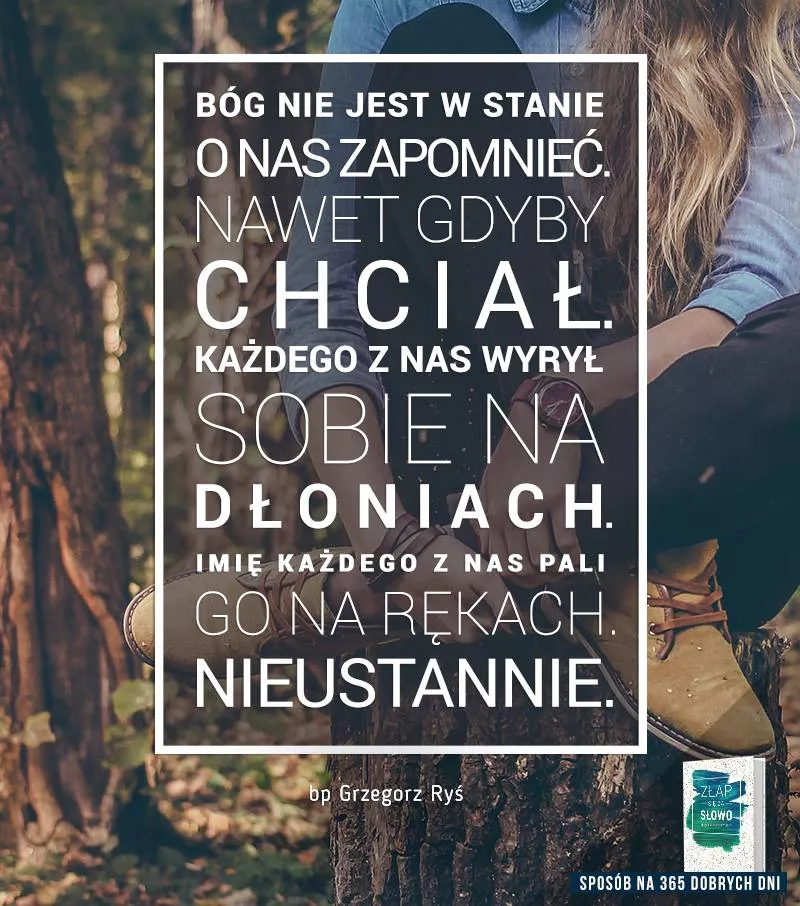 BÓG NIE JEST W STANIE
O NAS ZAPOMNIEĆ.
NAWET GDYBY
CHCIAŁ.
KAŻDEGO Z NAS WYRYŁ
SOBIE NA
DŁONIACH.
IMIĘ KAŻDEGO Z NAS PALI
GO NA RĘKACH.
NIEUSTANNIE.
bp Grzegorz Ryś
ZŁAP
SŁOWO
SPOSÓB NA 365 DOBRYCH DNI